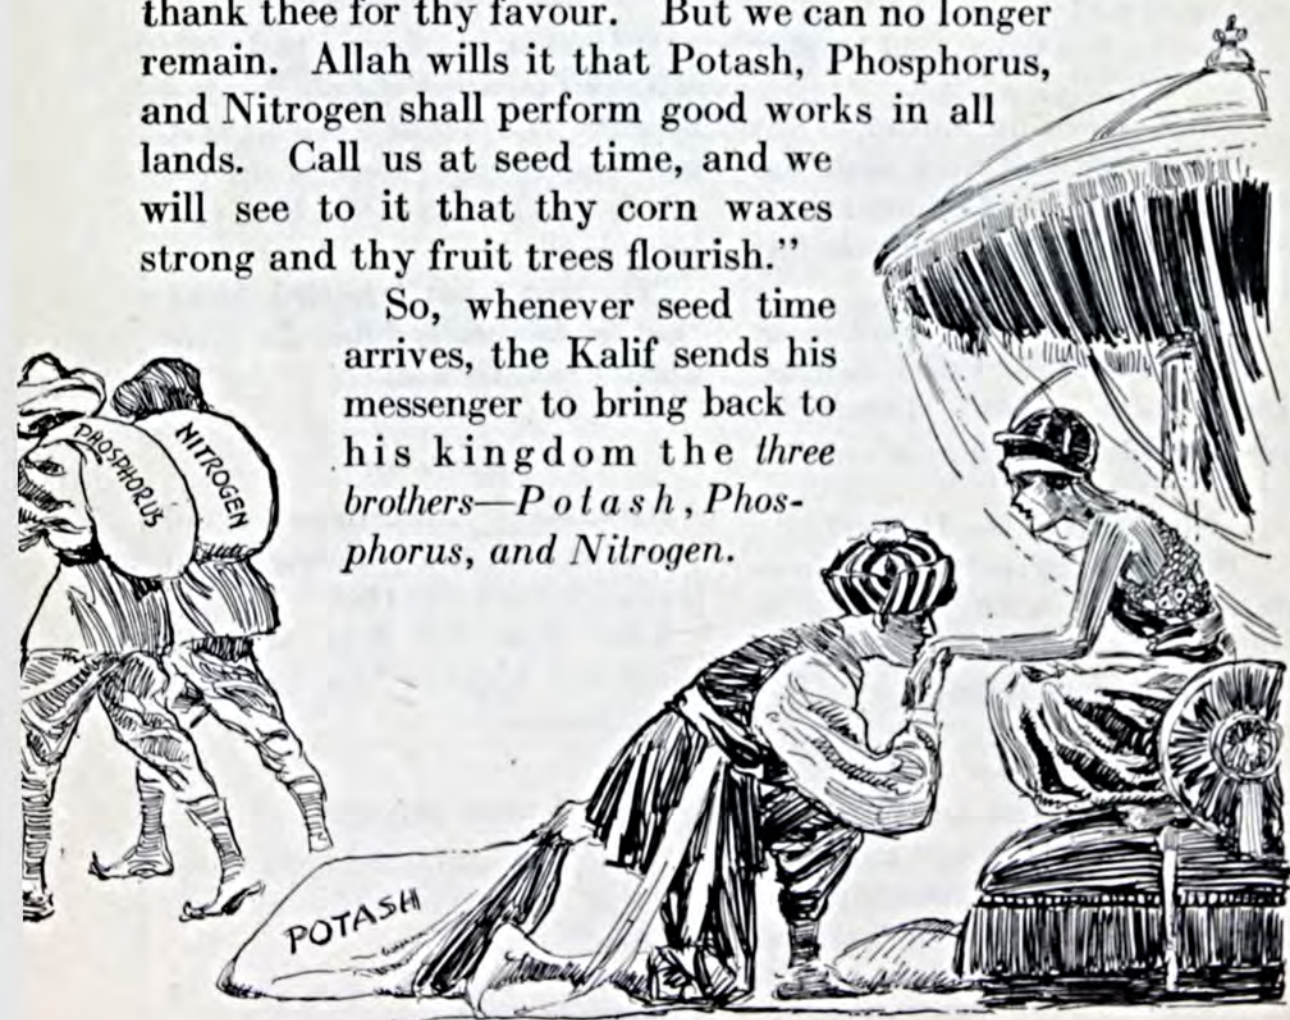 thank thee for thy favour. But we can no longer
remain. Allah wills it that Potash, Phosphorus,
and Nitrogen shall perform good works in all
lands. Call us at seed time, and we
will see to it that thy corn waxes
strong and thy fruit trees flourish."
So, whenever seed time
arrives, the Kalif sends his
messenger to bring back to
his kingdom the three
brothers—Potash, Phos-
phorus, and Nitrogen.
PHOSPHORUS
NITROGEN
POTASH